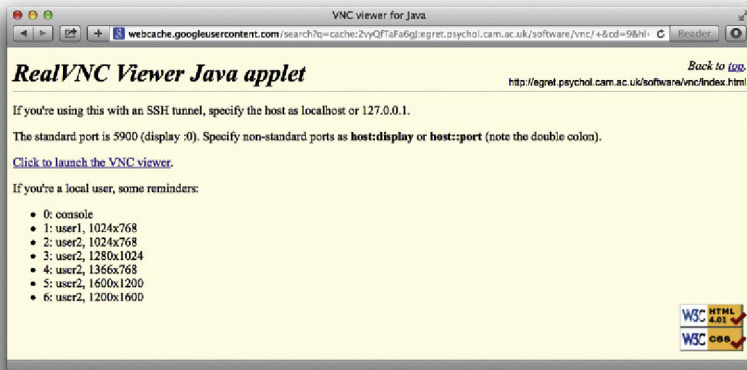 VNC viewer for Java
webcache.googleusercontent.com/search?q=cache:2vyQfTaFa6gJ:egret.psychol.cam.ac.uk/software/vnc/+&cd=9&hl
Reader
RealVNC Viewer Java applet
Back to top.
http://egret.psychol.cam.ac.uk/software/vnc/index.html
If you're using this with an SSH tunnel, specify the host as localhost or 127.0.0.1.
The standard port is 5900 (display :0). Specify non-standard ports as host:display or host::port (note the double colon).
Click to launch the VNC viewer.
If you're a local user, some reminders:
• 0: console
• 1: user1, 1024x768
• 2: user2, 1024x768
• 3: user2, 1280x1024
• 4: user2, 1366x768
• 5: user2, 1600x1200
• 6: user2, 1200x1600
W3C HTML 4.01
W3C CSS